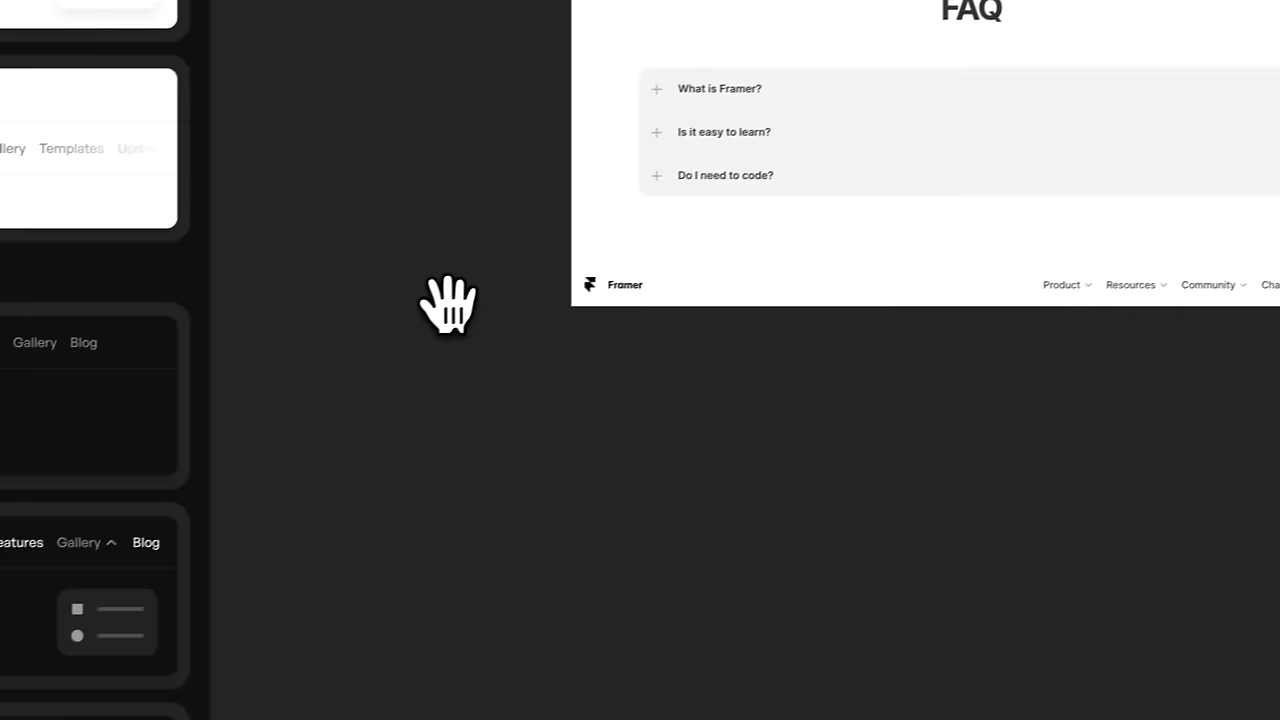 FAQ
What is Framer?
Is it easy to learn?
Do I need to code?
Framer Product Resources Community
Templates
Gallery Blog
Gallery Blog